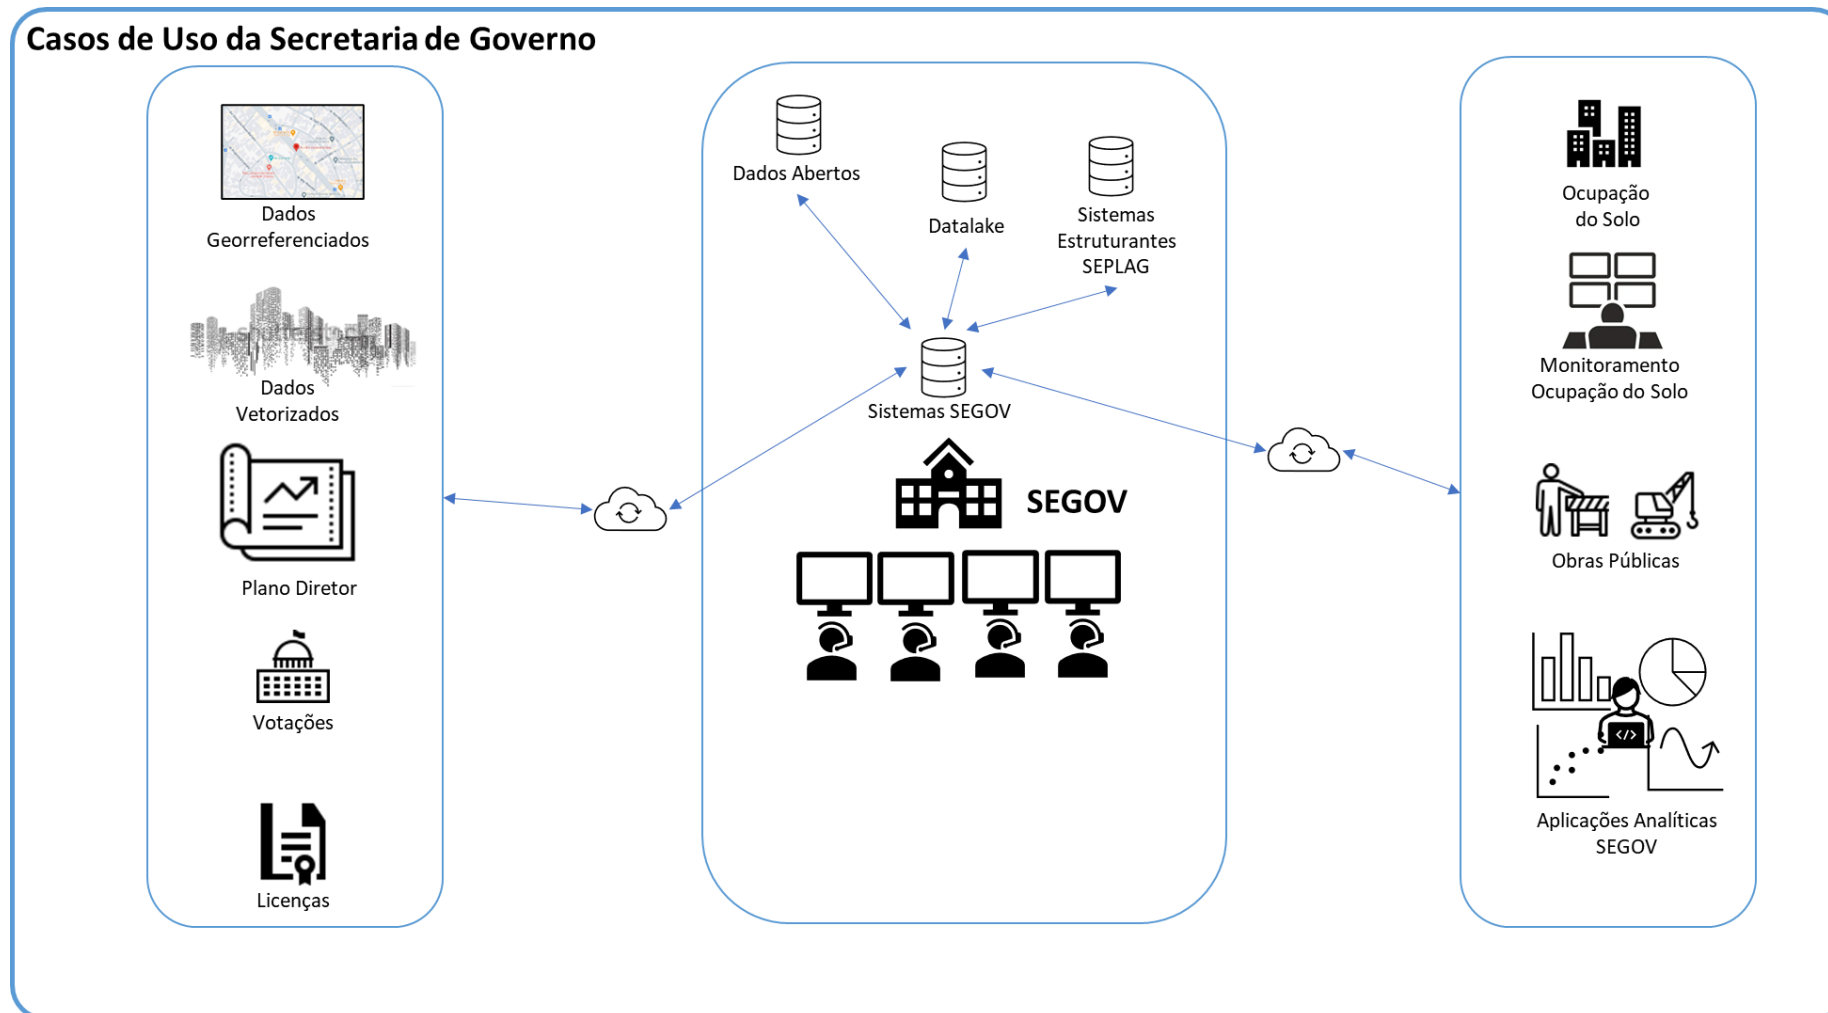 Casos de Uso da Secretaria de Governo
Dados
Georreferenciados
Dados
Vetorizados
Plano Diretor
Votações
Licenças
Dados Abertos
Datalake
Sistemas
Estruturantes
SEPLAG
Sistemas SEGOV
SEGOV
Ocupação
do Solo
Monitoramento
Ocupação do Solo
Obras Públicas
</>
Aplicações Analíticas
SEGOV